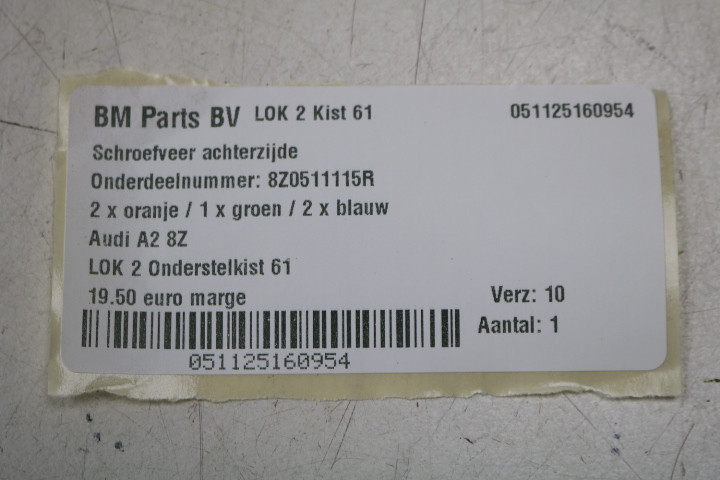 BM Parts BV LOK 2 Kist 61 051125160954
Schroefveer achterzijde
Onderdeelnummer: 8Z0511115R
2 x oranje / 1 x groen / 2 x blauw
Audi A2 8Z
LOK 2 Onderstelkist 61
19.50 euro marge Verz: 10
Aantal: 1
051125160954